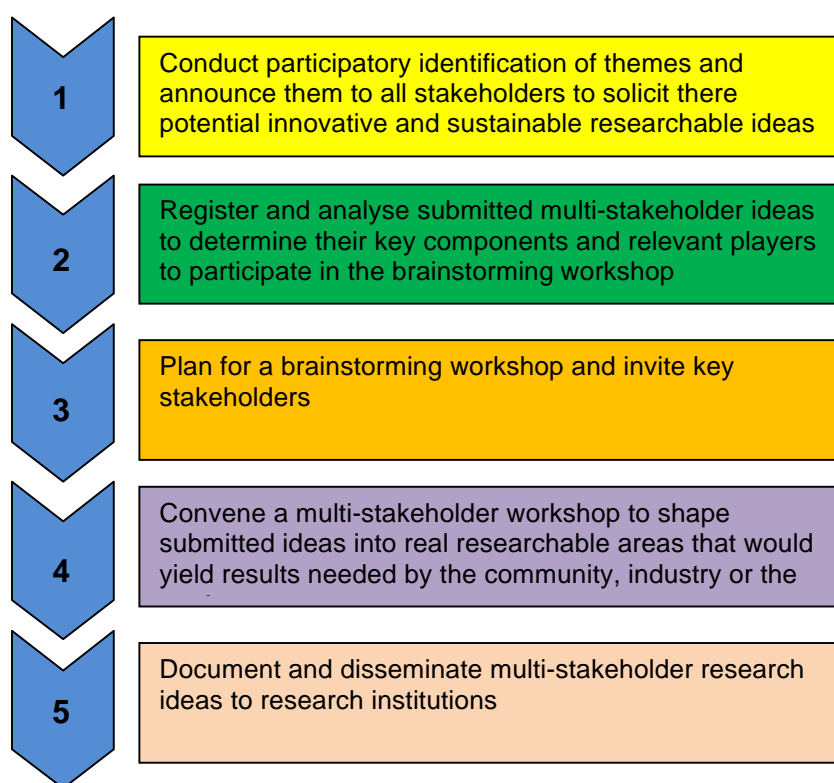 1
Conduct participatory identification of themes and
announce them to all stakeholders to solicit there
potential innovative and sustainable researchable ideas
2
Register and analyse submitted multi-stakeholder ideas
to determine their key components and relevant players
to participate in the brainstorming workshop
3
Plan for a brainstorming workshop and invite key
stakeholders
4
Convene a multi-stakeholder workshop to shape
submitted ideas into real researchable areas that would
yield results needed by the community, industry or the
5
Document and disseminate multi-stakeholder research
ideas to research institutions